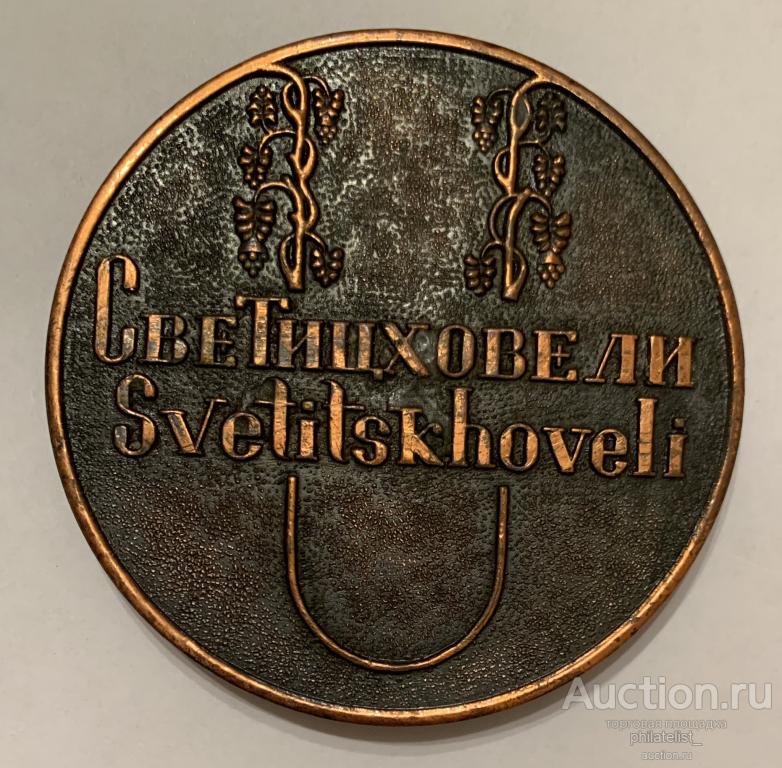 Светицховели
Svetitskhoveli
Auction.ru
торговая площадка
philatelist_
auction.ru